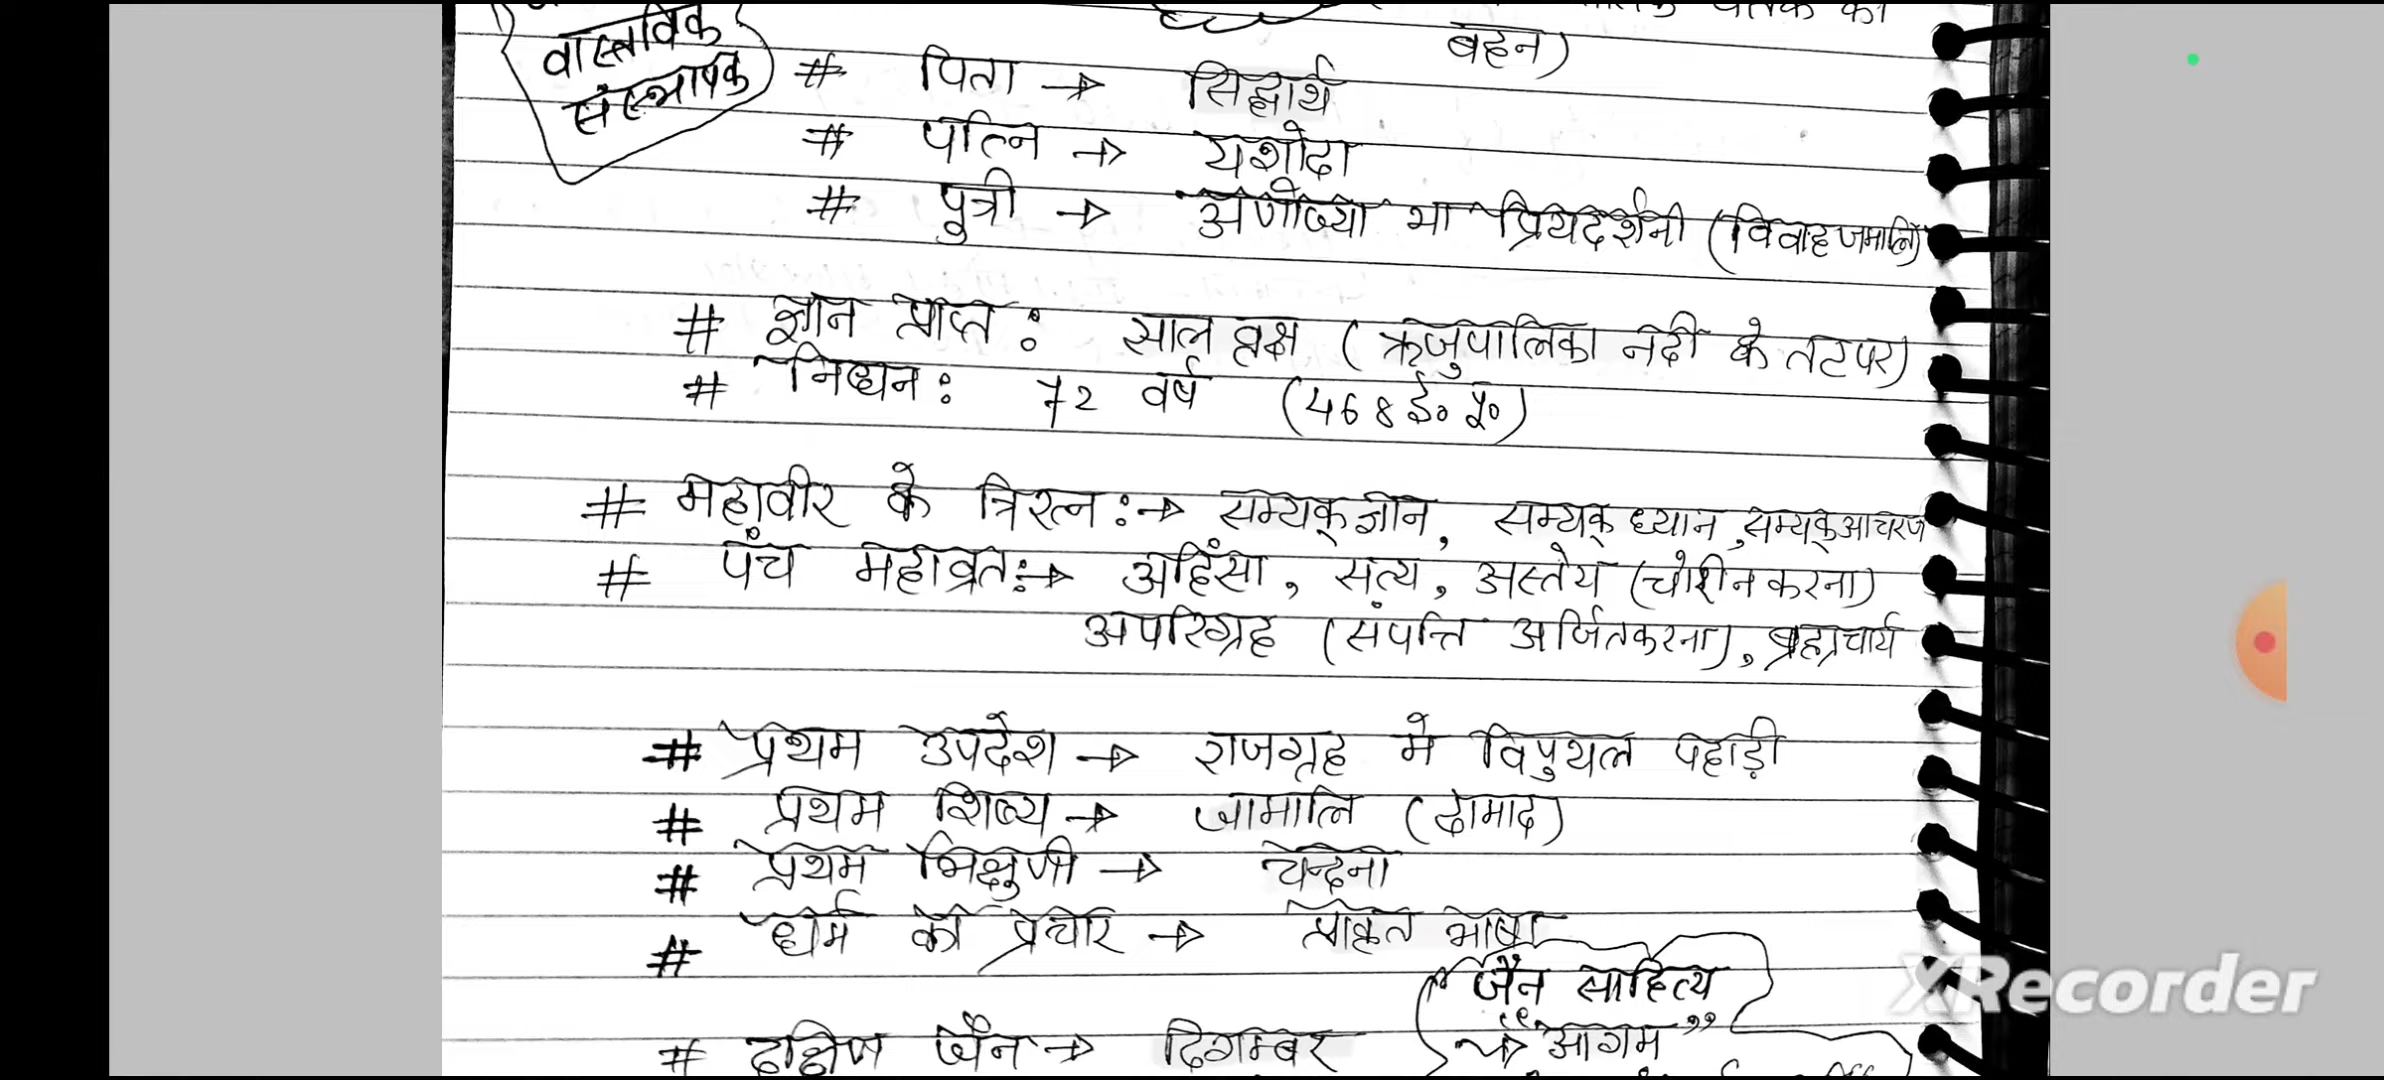 बहन)
वास्तविक
संस्थापक
# पिता → सिद्धार्थ
# पत्नि → यशोदा
# पुत्री → अणोज्या या प्रियदर्शनी (विवाह जमालि)
# ज्ञान प्राप्त : साल वृक्ष (ऋजुपालिका नदी के तट पर)
# निधन : 72 वर्ष (468 ई० पू०)
# महावीर के त्रिरत्न :→ सम्यक् ज्ञान, सम्यक् ध्यान, सम्यक् आचरण
# पंच महाव्रत :→ अहिंसा, सत्य, अस्तेय (चोरी न करना)
अपरिग्रह (संपत्ति अर्जित करना), ब्रह्मचार्य
# प्रथम उपदेश → राजगृह मे विपुथल पहाड़ी
# प्रथम शिष्य → जामालि (दामाद)
# प्रथम भिक्षुणी → चन्दना
# धर्म का प्रचार → प्राकृत भाषा
जैन साहित्य
→ "आगम"
# दक्षिण जैन → दिगम्बर
XRecorder